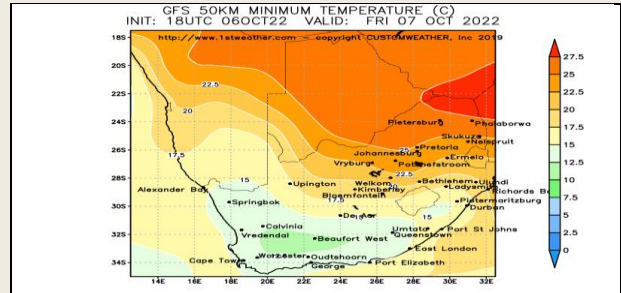 GFS 50KM MINIMUM TEMPERATURE (C)
INIT: 18UTC 06OCT22 VALID: FRI 07 OCT 2022
http://www.1stweather.com copyright CUSTOMWEATHER, Inc 2019
18S
20S
22S
24S
26S
28S
30S
32S
34S
22.5
20
17.5
Pietersburg
Phalaborwa
Skukuza
Nelspruit
Pretoria
Johannesburg
25
Ermelo
Vryburg
Potchefstroom
22.5
Alexander Bay
15
Upington
Welkom
Bethlehem
Ulundi
Kimberley
Ladysmith
Richards B
Springbok
17.5
Bloemfontein
Pietermaritzburg
De Aar
15
15
Durban
Calvinia
Vredendal
Umtata
Port St Johns
Beaufort West
Queenstown
East London
Cape Town
Worcester
Oudtshoorn
George
Port Elizabeth
14E 16E 18E 20E 22E 24E 26E 28E 30E 32E
27.5
25
22.5
20
17.5
15
12.5
10
7.5
5
2.5
0